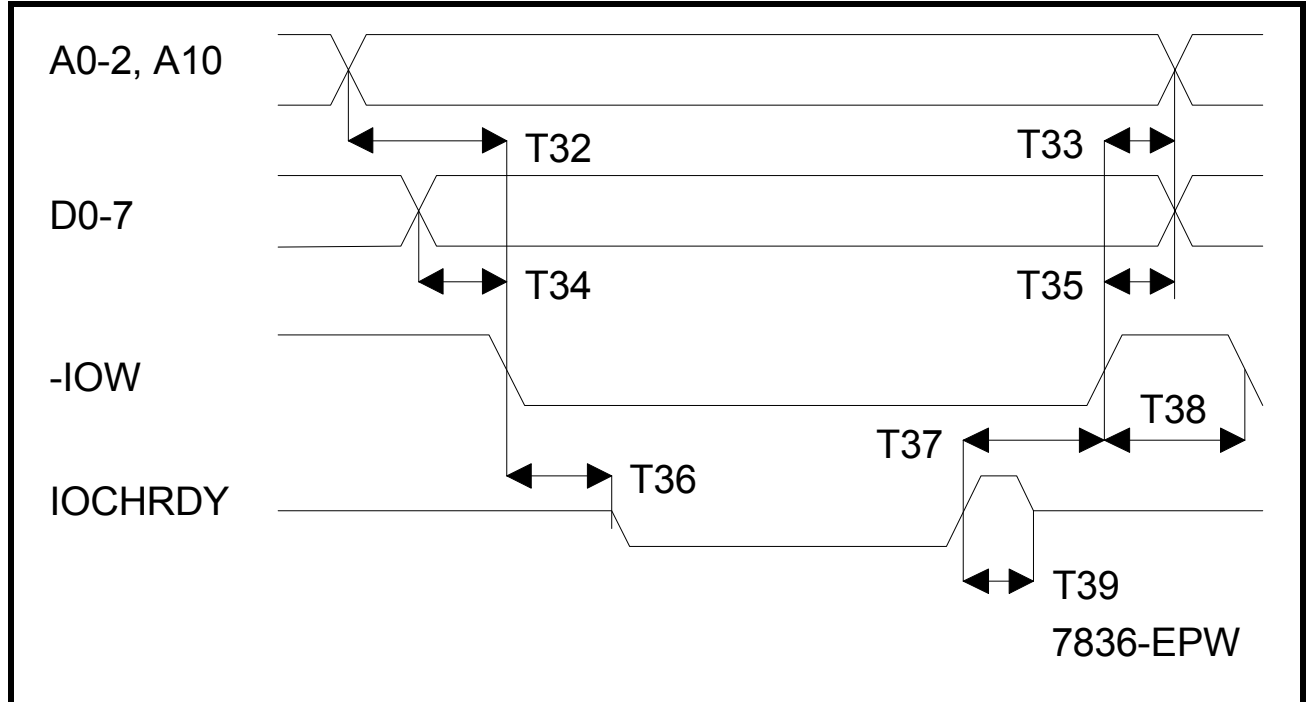 A0-2, A10
T32
T33
D0-7
T34
T35
-IOW
T38
T37
T36
IOCHRDY
T39
7836-EPW